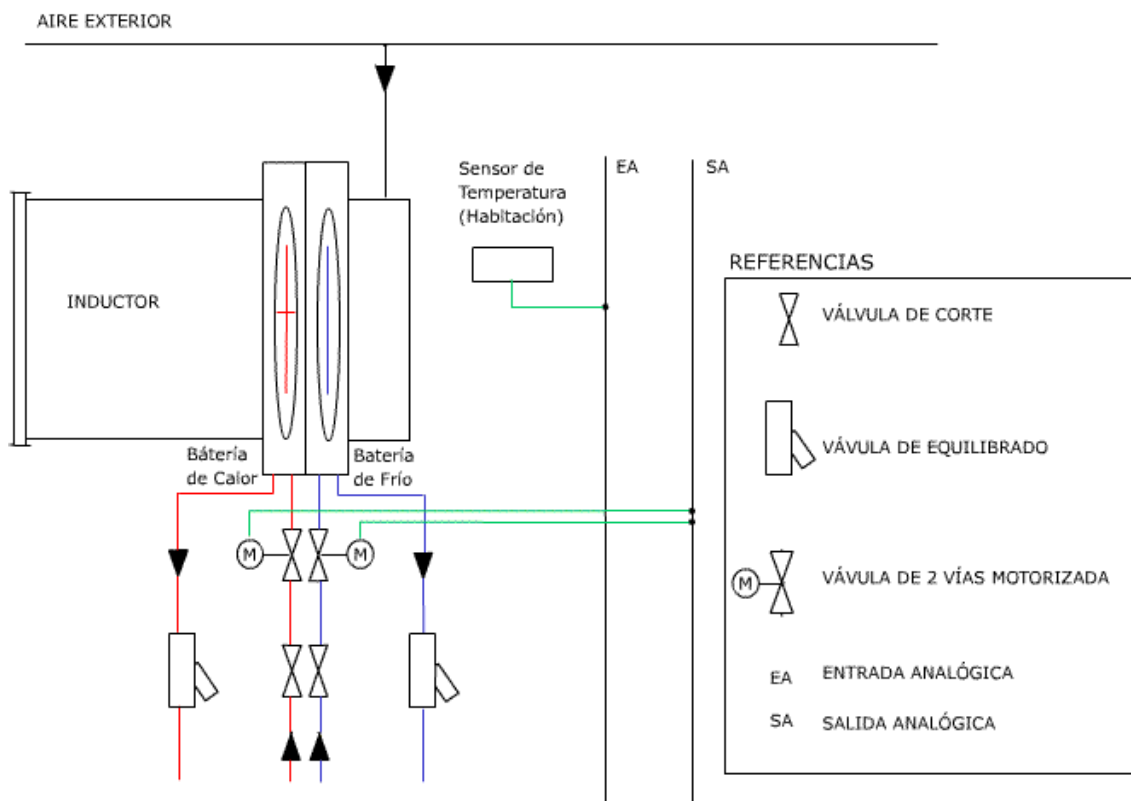 AIRE EXTERIOR
Sensor de
Temperatura
(Habitación)
EA
SA
INDUCTOR
Bátería
de Calor
Batería
de Frío
M
M
REFERENCIAS
VÁLVULA DE CORTE
VÁVULA DE EQUILIBRADO
M
VÁVULA DE 2 VÍAS MOTORIZADA
EA
ENTRADA ANALÓGICA
SA
SALIDA ANALÓGICA